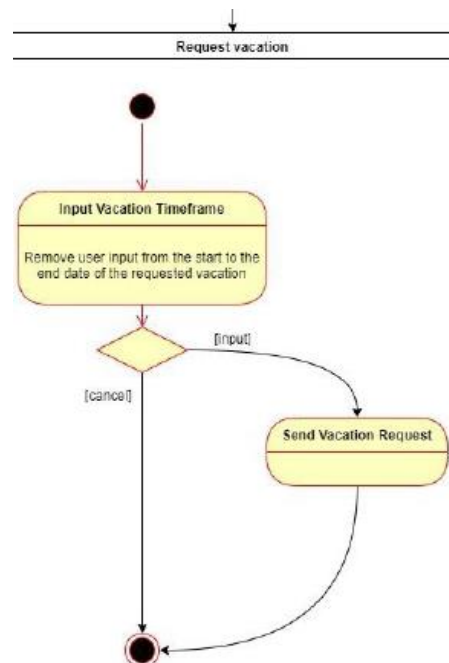 Request vacation
Input Vacation Timeframe
Remove user input from the start to the
end date of the requested vacation
[input]
[cancel]
Send Vacation Request